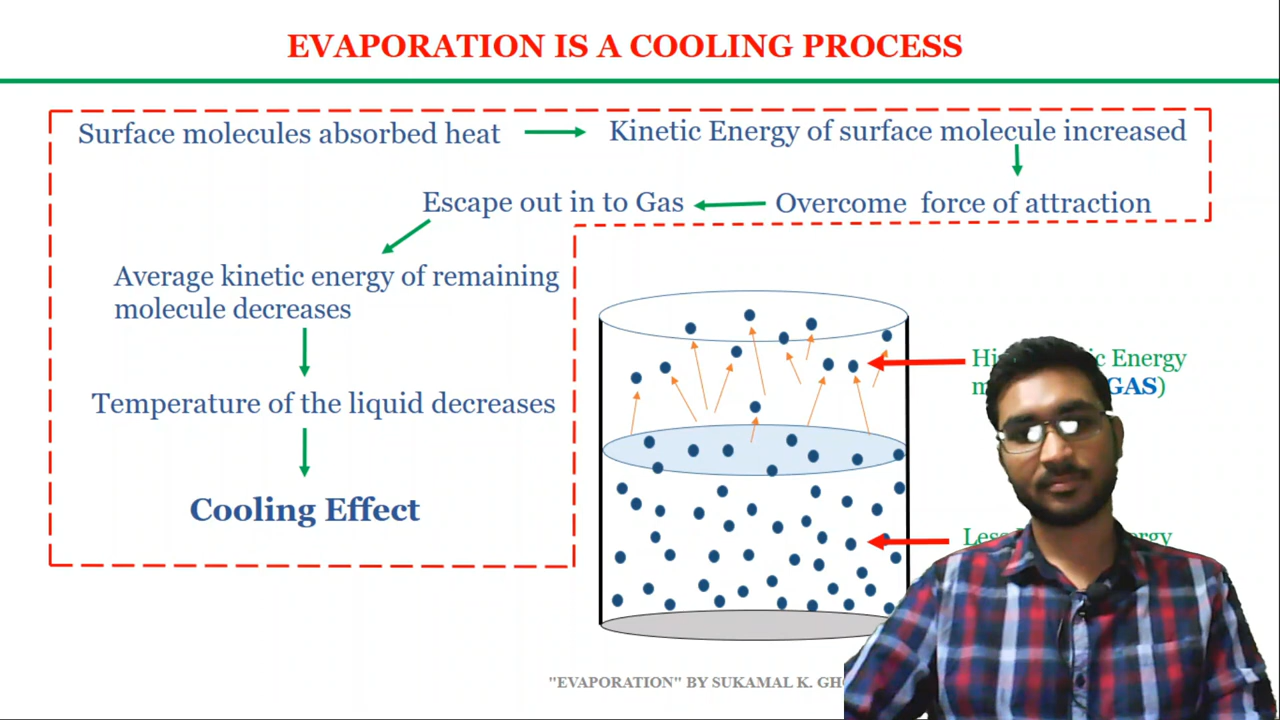 EVAPORATION IS A COOLING PROCESS
Surface molecules absorbed heat
Kinetic Energy of surface molecule increased
Overcome force of attraction
Escape out in to Gas
Average kinetic energy of remaining
molecule decreases
Temperature of the liquid decreases
Cooling Effect
Energy
GAS)
"EVAPORATION" BY SUKAMAL K.